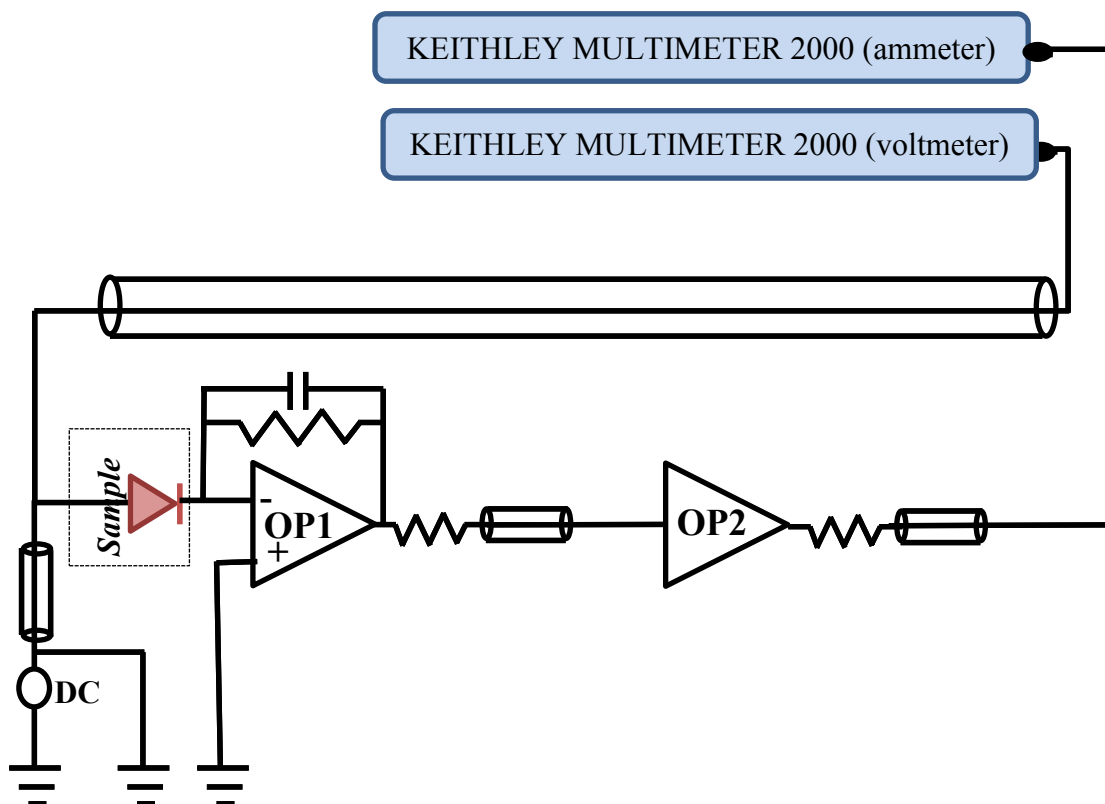 KEITHLEY MULTIMETER 2000 (ammeter)
KEITHLEY MULTIMETER 2000 (voltmeter)
Sample
-
OP1
+
OP2
DC